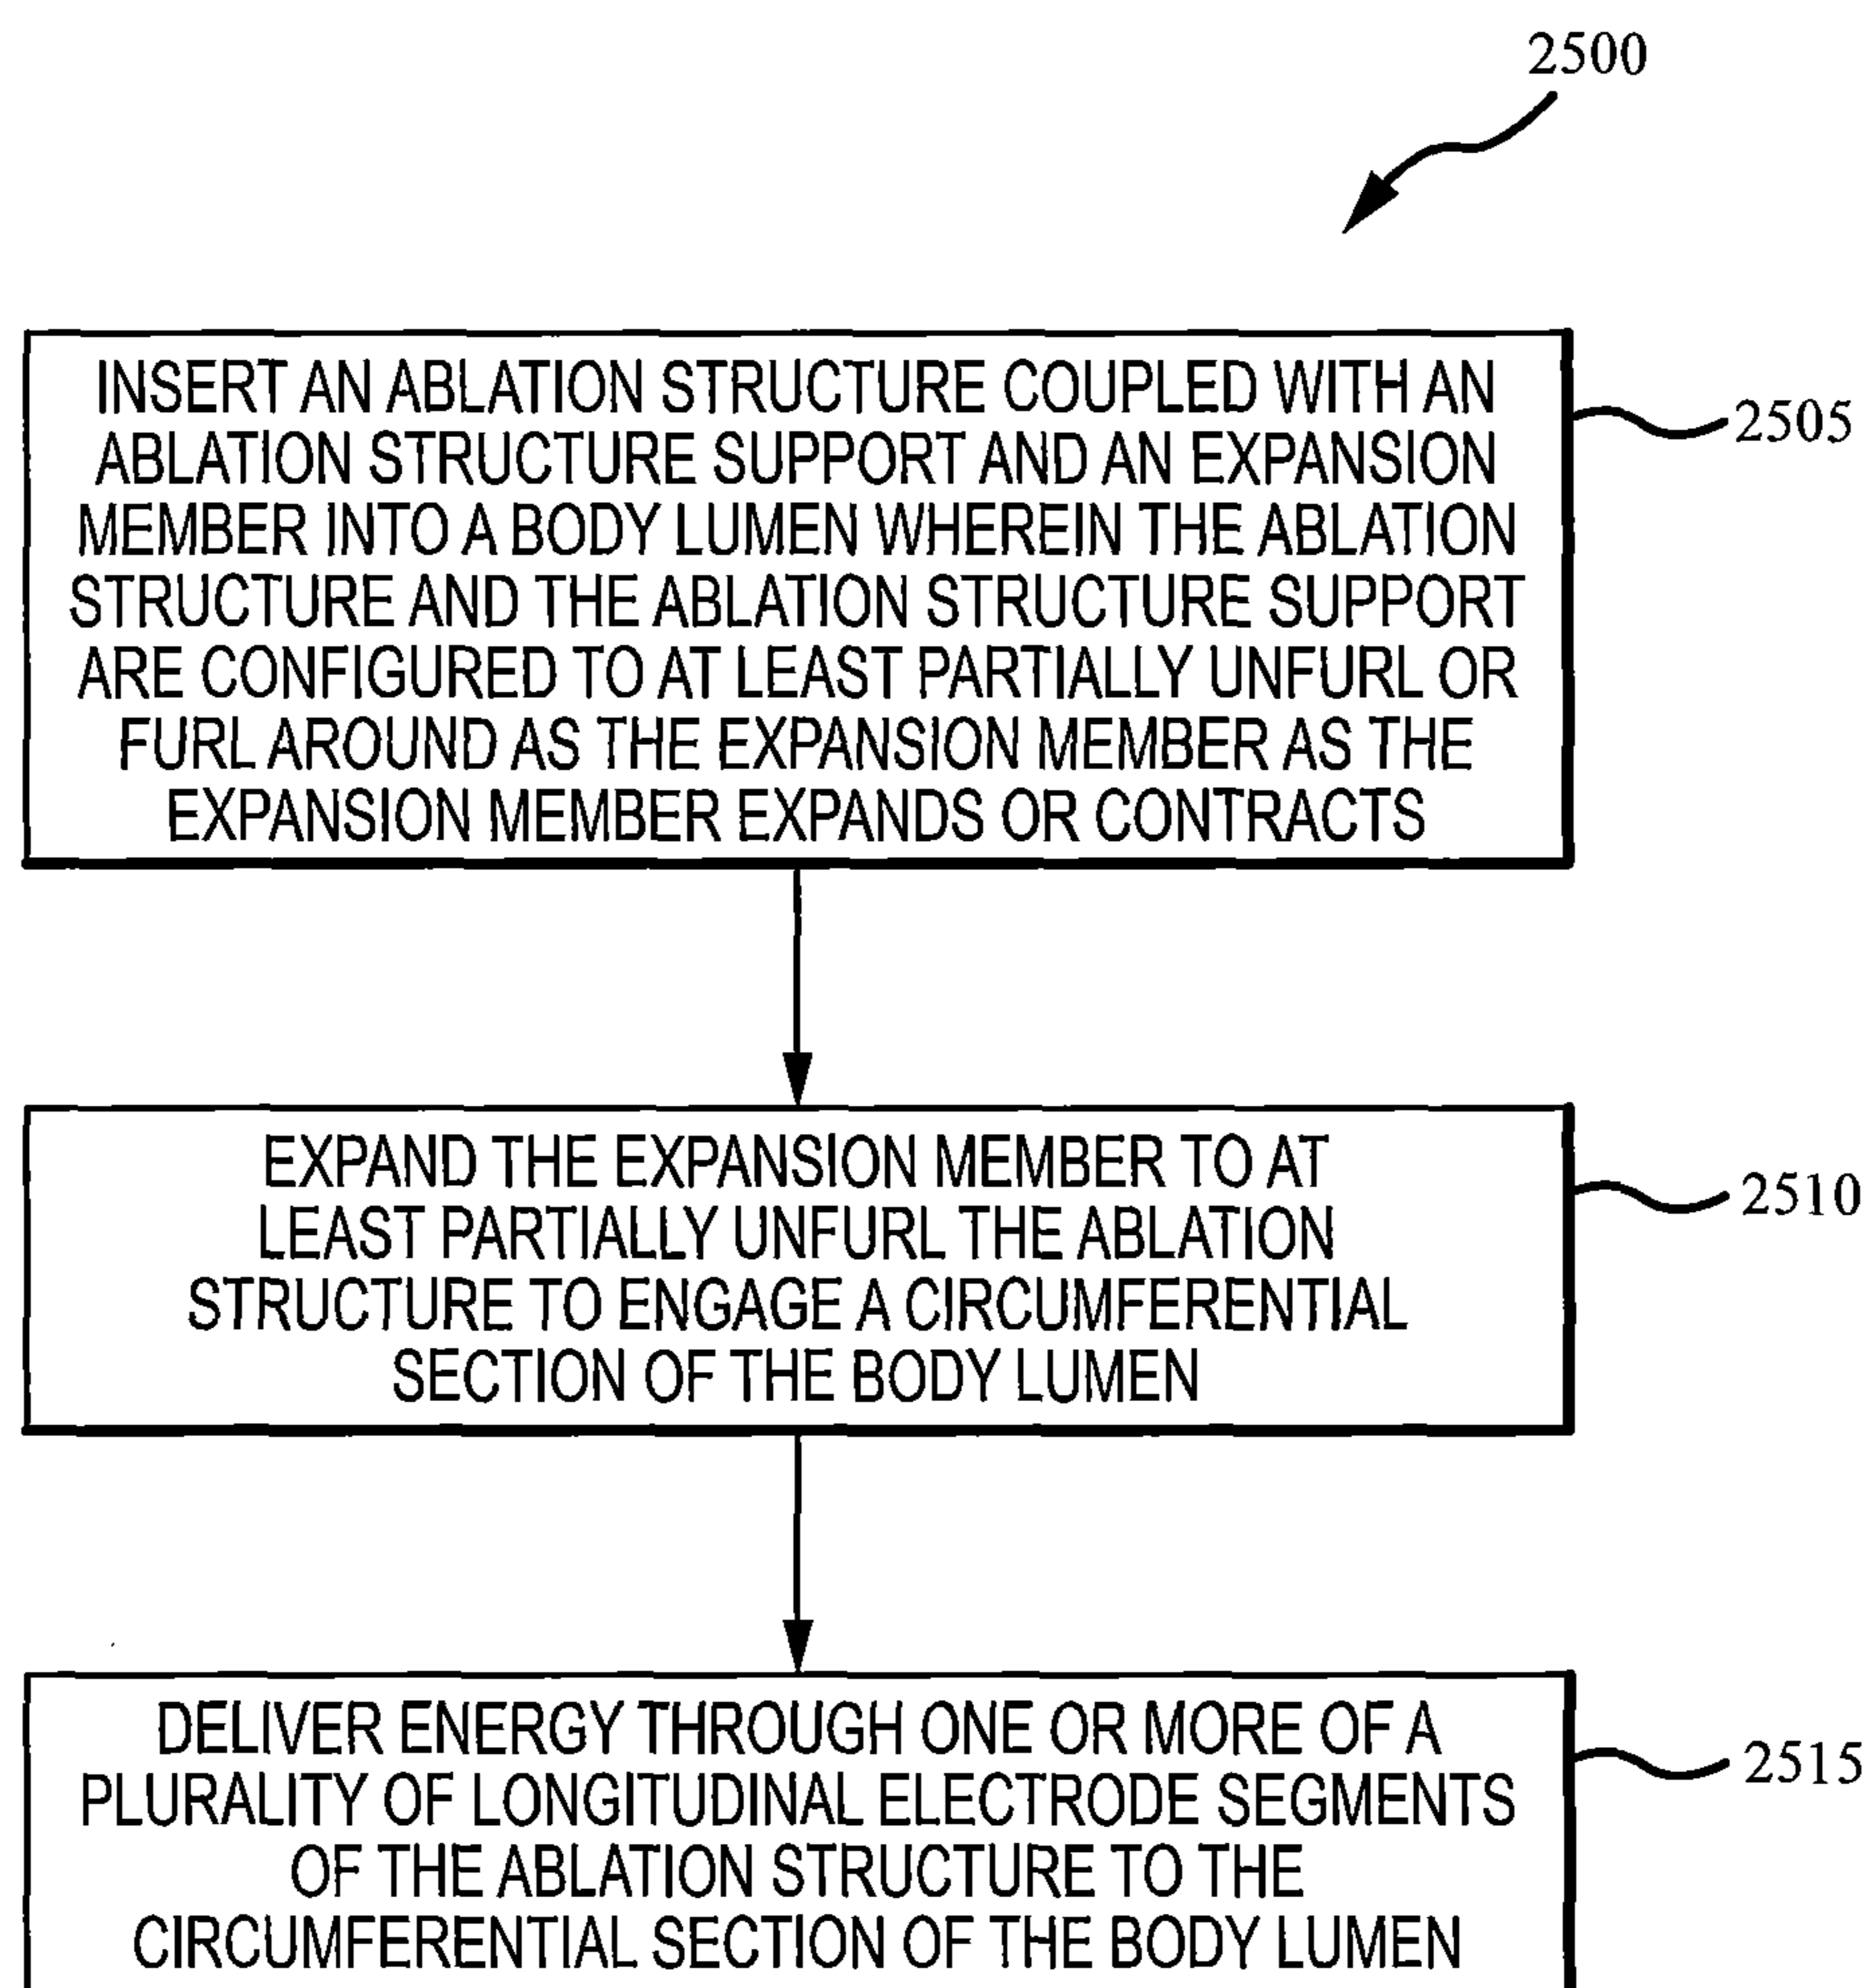 2500
INSERT AN ABLATION STRUCTURE COUPLED WITH AN
ABLATION STRUCTURE SUPPORT AND AN EXPANSION
MEMBER INTO A BODY LUMEN WHEREIN THE ABLATION
STRUCTURE AND THE ABLATION STRUCTURE SUPPORT
ARE CONFIGURED TO AT LEAST PARTIALLY UNFURL OR
FURL AROUND AS THE EXPANSION MEMBER AS THE
EXPANSION MEMBER EXPANDS OR CONTRACTS
2505
EXPAND THE EXPANSION MEMBER TO AT
LEAST PARTIALLY UNFURL THE ABLATION
STRUCTURE TO ENGAGE A CIRCUMFERENTIAL
SECTION OF THE BODY LUMEN
2510
DELIVER ENERGY THROUGH ONE OR MORE OF A
PLURALITY OF LONGITUDINAL ELECTRODE SEGMENTS
OF THE ABLATION STRUCTURE TO THE
CIRCUMFERENTIAL SECTION OF THE BODY LUMEN
2515